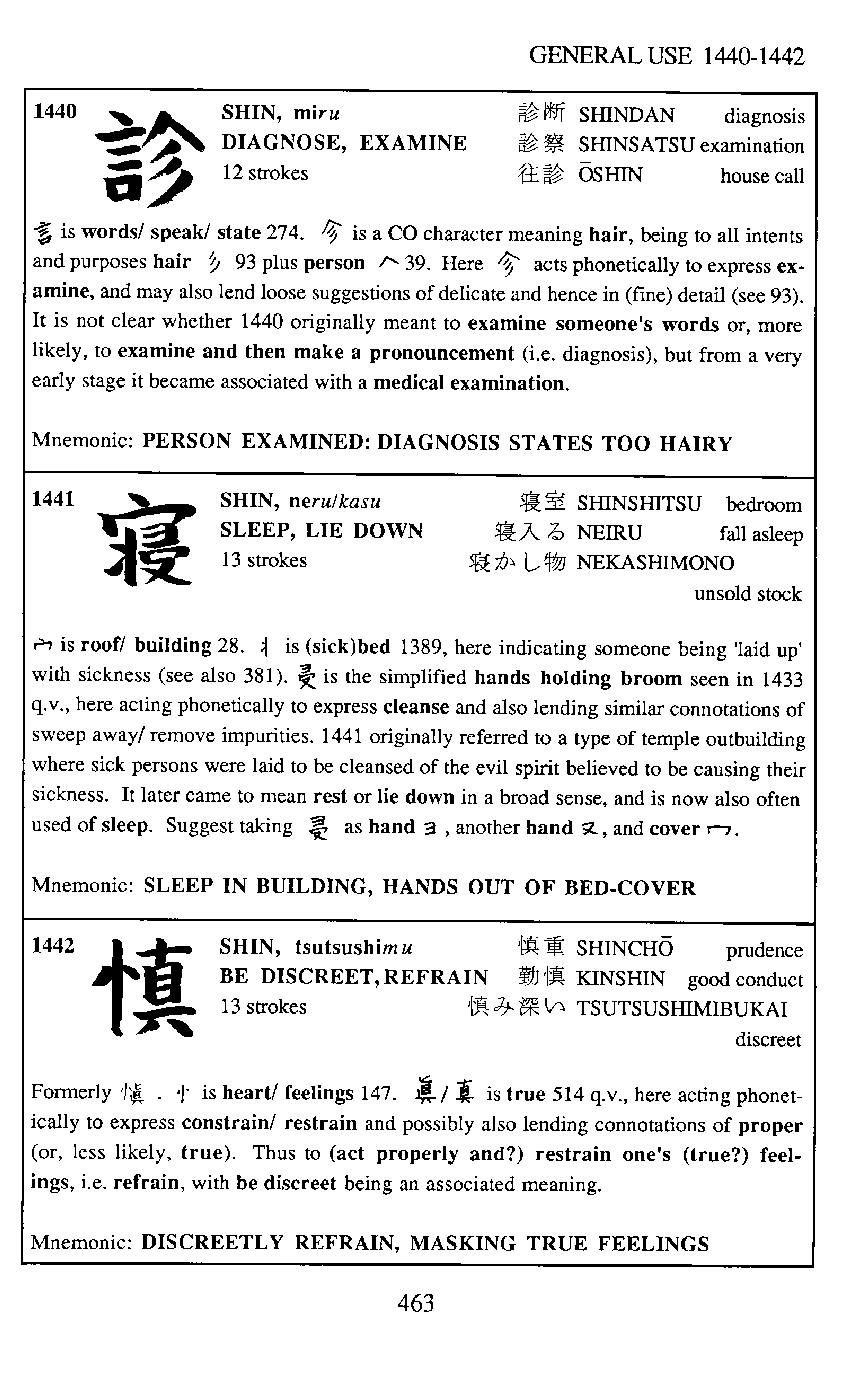 GENERAL USE 1440-1442
1440 診 SHIN, miru 診断 SHINDAN diagnosis
DIAGNOSE, EXAMINE 診察 SHINSATSU examination
12 strokes 往診 ŌSHIN house call
言 is words/ speak/ state 274. 㐱 is a CO character meaning hair, being to all intents
and purposes hair 彡 93 plus person 𠆢 39. Here 㐱 acts phonetically to express ex-
amine, and may also lend loose suggestions of delicate and hence in (fine) detail (see 93).
It is not clear whether 1440 originally meant to examine someone's words or, more
likely, to examine and then make a pronouncement (i.e. diagnosis), but from a very
early stage it became associated with a medical examination.
Mnemonic: PERSON EXAMINED: DIAGNOSIS STATES TOO HAIRY
1441 寝 SHIN, neru/kasu 寝室 SHINSHITSU bedroom
SLEEP, LIE DOWN 寝入る NEIRU fall asleep
13 strokes 寝かし物 NEKASHIMONO
unsold stock
宀 is roof/ building 28. 丬 is (sick)bed 1389, here indicating someone being 'laid up'
with sickness (see also 381). 𠬶 is the simplified hands holding broom seen in 1433
q.v., here acting phonetically to express cleanse and also lending similar connotations of
sweep away/ remove impurities. 1441 originally referred to a type of temple outbuilding
where sick persons were laid to be cleansed of the evil spirit believed to be causing their
sickness. It later came to mean rest or lie down in a broad sense, and is now also often
used of sleep. Suggest taking 𠬶 as hand ヨ , another hand 又, and cover 冖.
Mnemonic: SLEEP IN BUILDING, HANDS OUT OF BED-COVER
1442 慎 SHIN, tsutsushimu 慎重 SHINCHŌ prudence
BE DISCREET, REFRAIN 勤慎 KINSHIN good conduct
13 strokes 慎み深い TSUTSUSHIMIBUKAI
discreet
Formerly 愼 . 忄 is heart/ feelings 147. 眞/真 is true 514 q.v., here acting phonet-
ically to express constrain/ restrain and possibly also lending connotations of proper
(or, less likely, true). Thus to (act properly and?) restrain one's (true?) feel-
ings, i.e. refrain, with be discreet being an associated meaning.
Mnemonic: DISCREETLY REFRAIN, MASKING TRUE FEELINGS
463